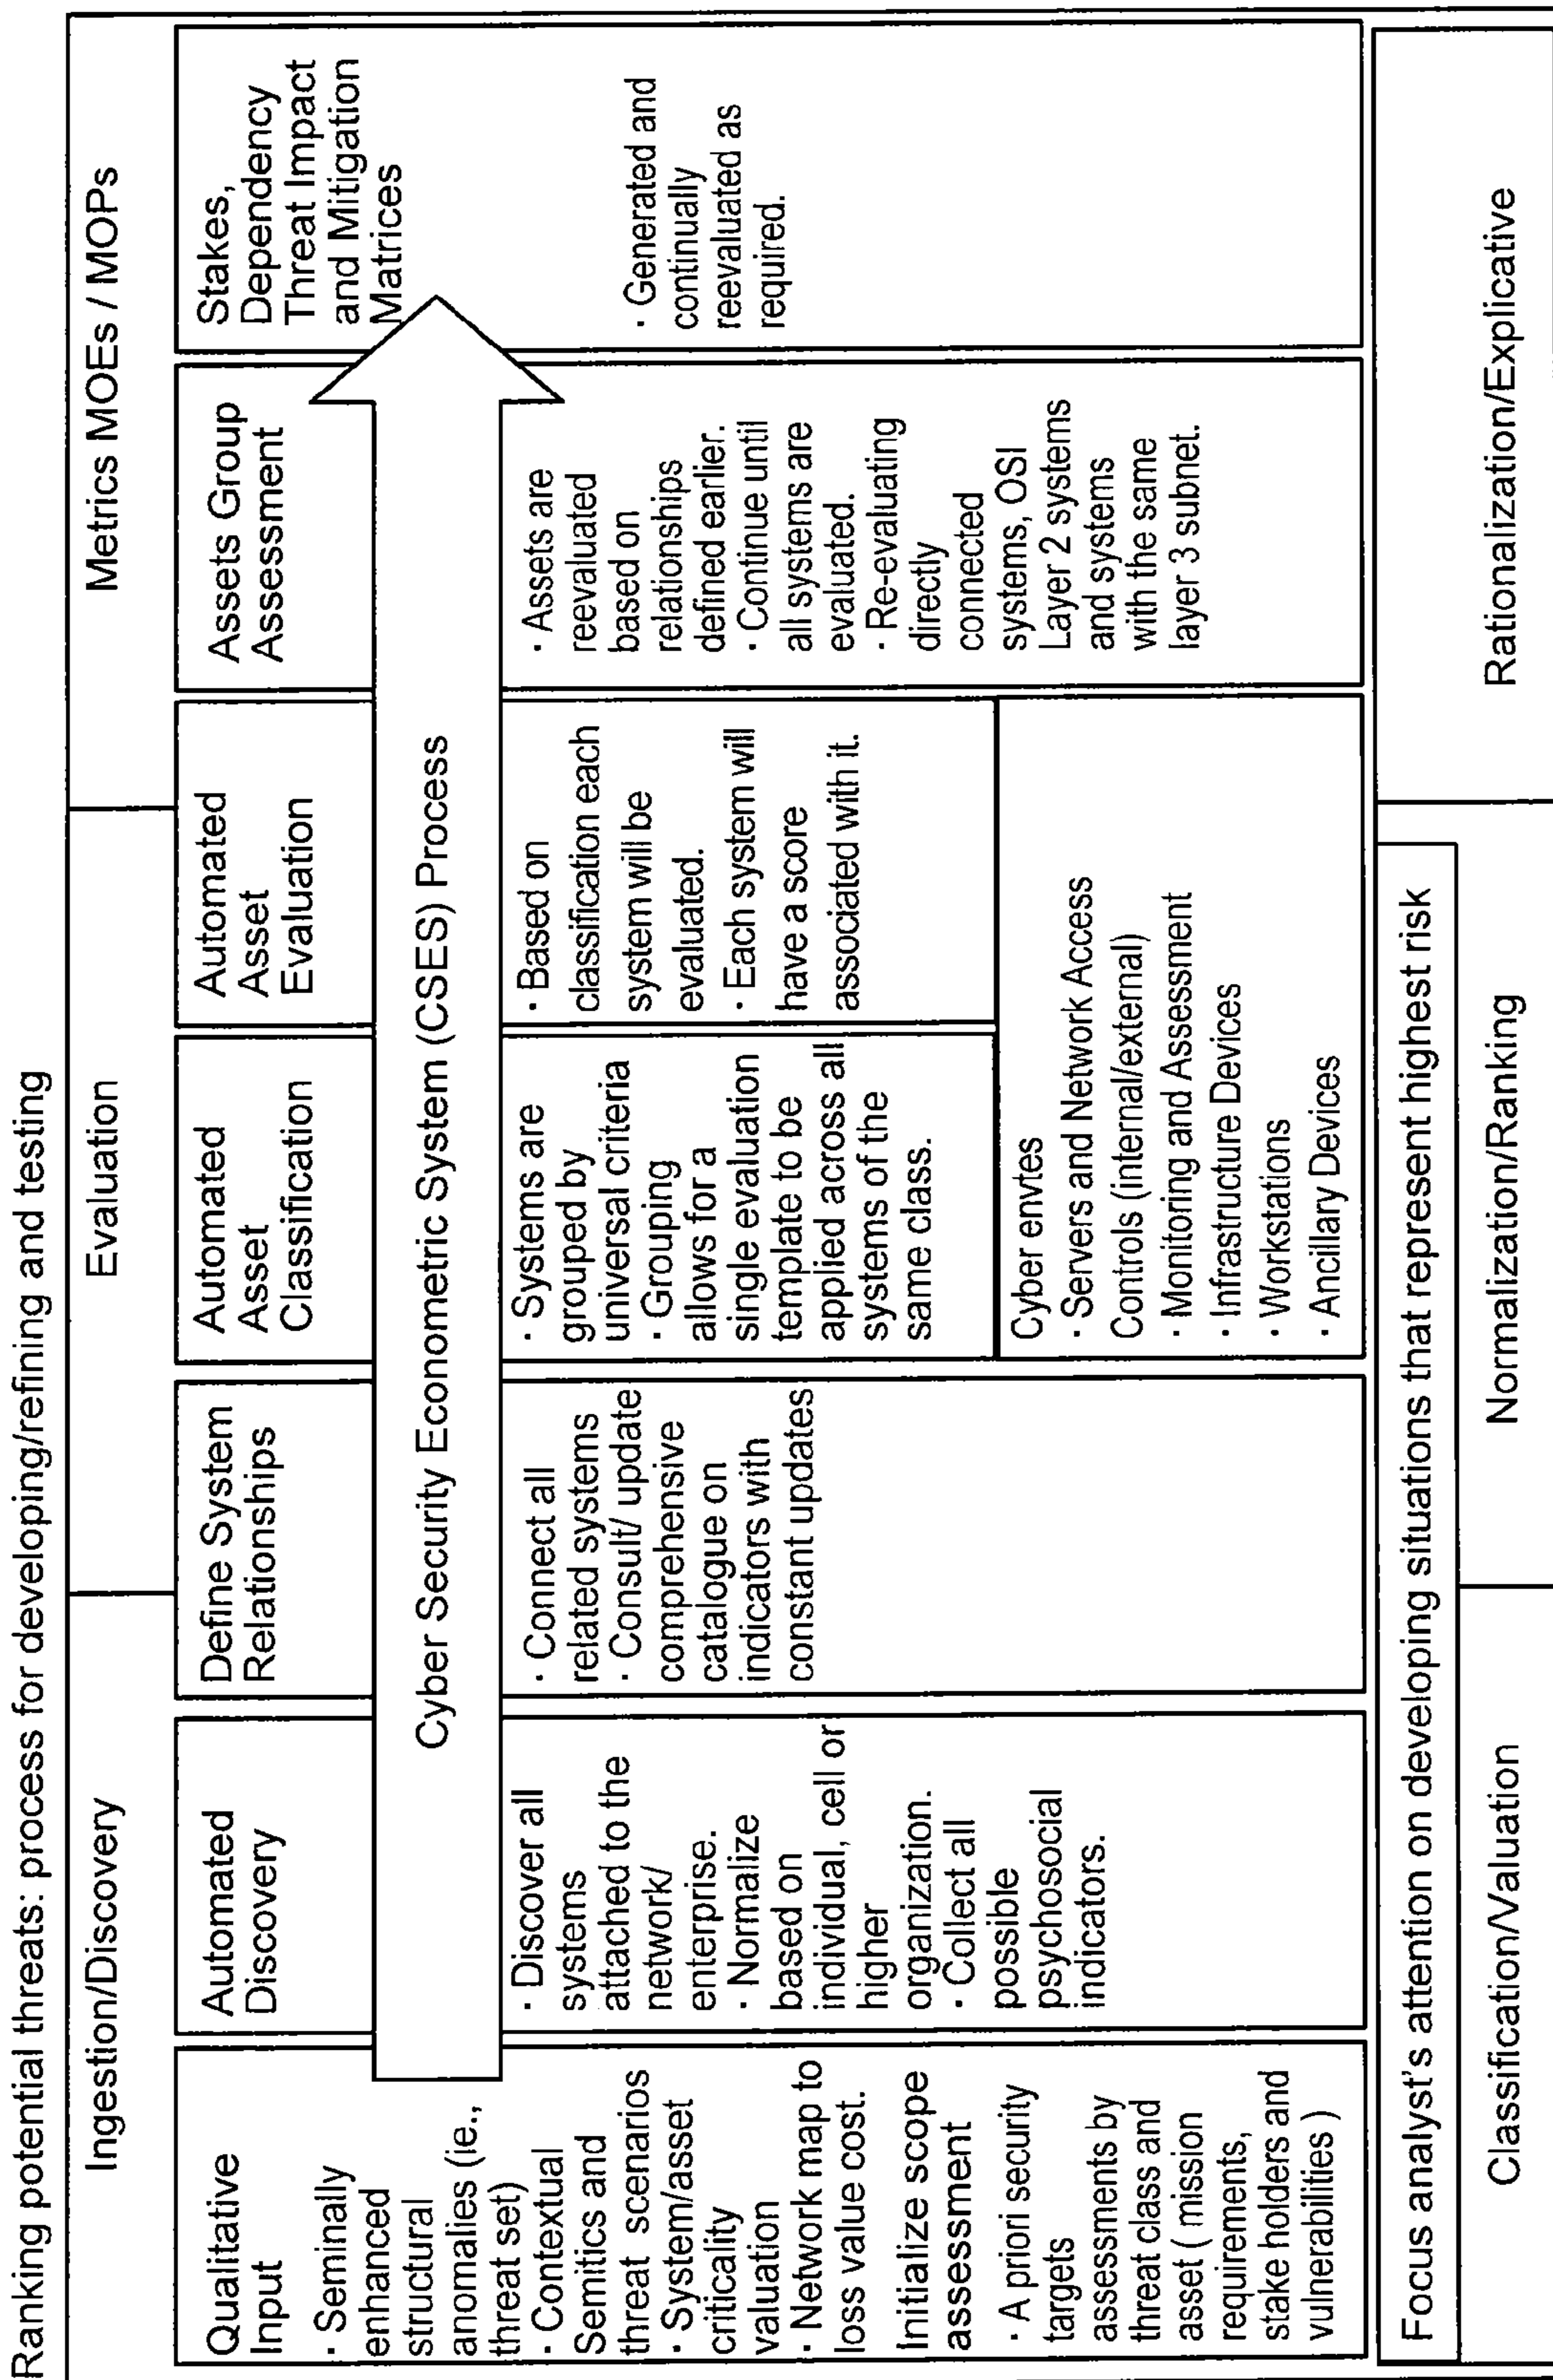 Ranking potential threats: process for developing/refining and testing
Ingestion/Discovery
Evaluation
Metrics MOEs / MOPs
Qualitative
Input
· Seminally
enhanced
structural
anomalies (ie.,
threat set)
· Contextual
Semitics and
threat scenarios
· System/asset
criticality
valuation
· Network map to
loss value cost.
Initialize scope
assessment
· A priori security
targets
assessments by
threat class and
asset ( mission
requirements,
stake holders and
vulnerabilities )
Automated
Discovery
· Discover all
systems
attached to the
network/
enterprise.
· Normalize
based on
individual, cell or
higher
organization.
· Collect all
possible
psychosocial
indicators.
Define System
Relationships
· Connect all
related systems
· Consult/ update
comprehensive
catalogue on
indicators with
constant updates
Automated
Asset
Classification
· Systems are
grouped by
universal criteria
· Grouping
allows for a
single evaluation
template to be
applied across all
systems of the
same class.
Automated
Asset
Evaluation
· Based on
classification each
system will be
evaluated.
· Each system will
have a score
associated with it.
Cyber envtes
· Servers and Network Access
Controls (internal/external)
· Monitoring and Assessment
· Infrastructure Devices
· Workstations
· Ancillary Devices
Assets Group
Assessment
· Assets are
reevaluated
based on
relationships
defined earlier.
· Continue until
all systems are
evaluated.
· Re-evaluating
directly
connected
systems, OSI
Layer 2 systems
and systems
with the same
layer 3 subnet.
Stakes,
Dependency
Threat Impact
and Mitigation
Matrices
· Generated and
continually
reevaluated as
required.
Cyber Security Econometric System (CSES) Process
Focus analyst's attention on developing situations that represent highest risk
Classification/Valuation
Normalization/Ranking
Rationalization/Explicative